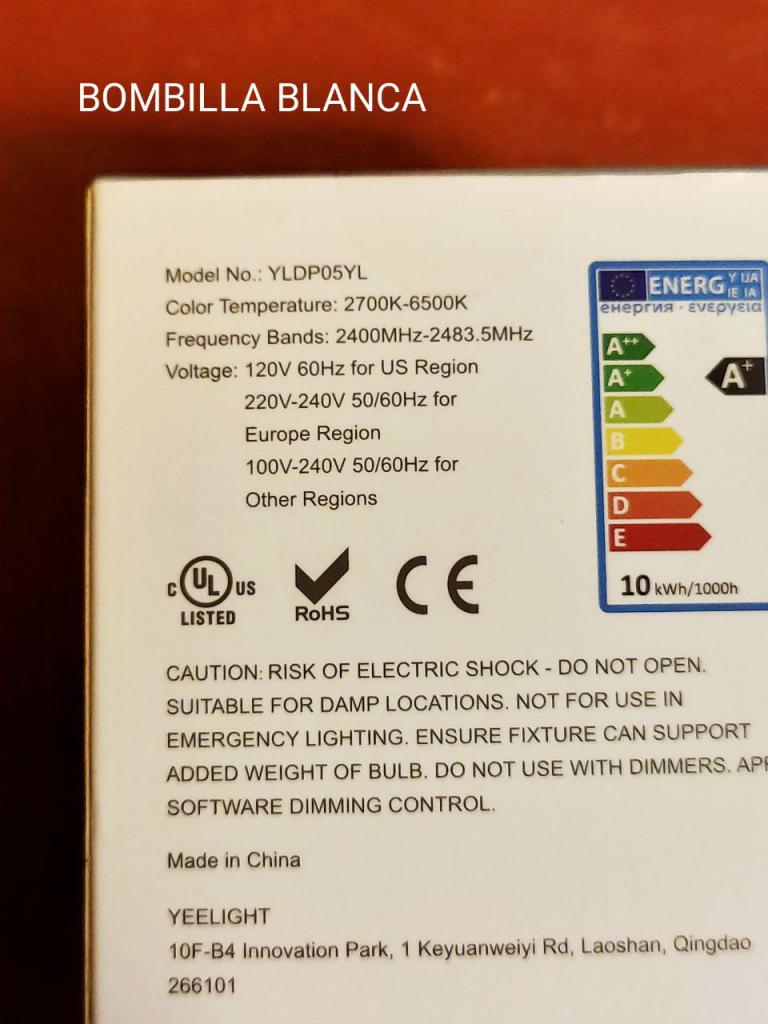 BOMBILLA BLANCA
Model No.: YLDP05YL
Color Temperature: 2700K-6500K
Frequency Bands: 2400MHz-2483.5MHz
Voltage: 120V 60Hz for US Region
220V-240V 50/60Hz for
Europe Region
100V-240V 50/60Hz for
Other Regions
C UL US
LISTED
RoHS
CE
ENERG Y IJA
IE IA
енергия · ενεργεια
A++
A+
A+
A
B
C
D
E
10 kWh/1000h
CAUTION: RISK OF ELECTRIC SHOCK - DO NOT OPEN.
SUITABLE FOR DAMP LOCATIONS. NOT FOR USE IN
EMERGENCY LIGHTING. ENSURE FIXTURE CAN SUPPORT
ADDED WEIGHT OF BULB. DO NOT USE WITH DIMMERS.
SOFTWARE DIMMING CONTROL.
Made in China
YEELIGHT
10F-B4 Innovation Park, 1 Keyuanweiyi Rd, Laoshan, Qingdao
266101